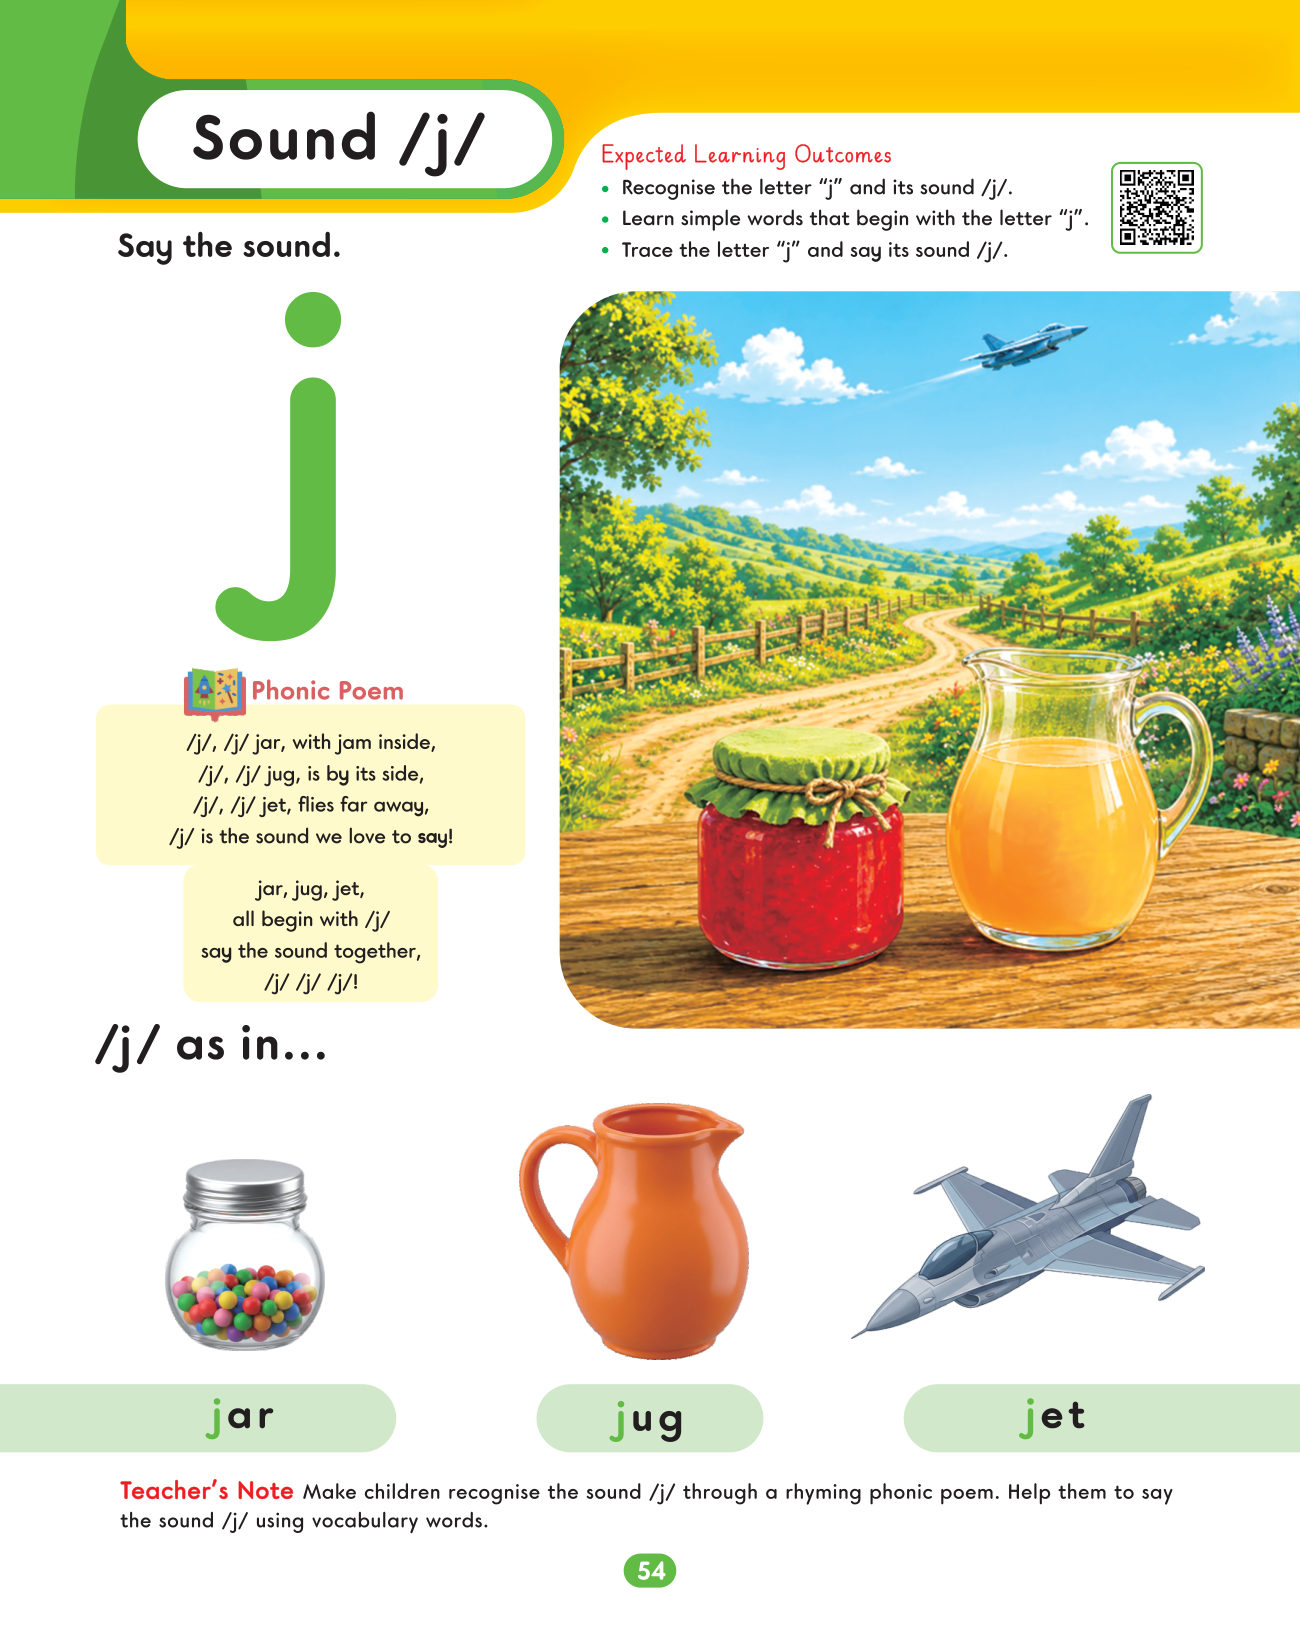 Sound /j/
Expected Learning Outcomes
• Recognise the letter “j” and its sound /j/.
• Learn simple words that begin with the letter “j”.
• Trace the letter “j” and say its sound /j/.
Say the sound.
j
Phonic Poem
/j/, /j/ jar, with jam inside,
/j/, /j/ jug, is by its side,
/j/, /j/ jet, flies far away,
/j/ is the sound we love to say!
jar, jug, jet,
all begin with /j/
say the sound together,
/j/ /j/ /j/!
/j/ as in...
jar
jug
jet
Teacher’s Note Make children recognise the sound /j/ through a rhyming phonic poem. Help them to say
the sound /j/ using vocabulary words.
54